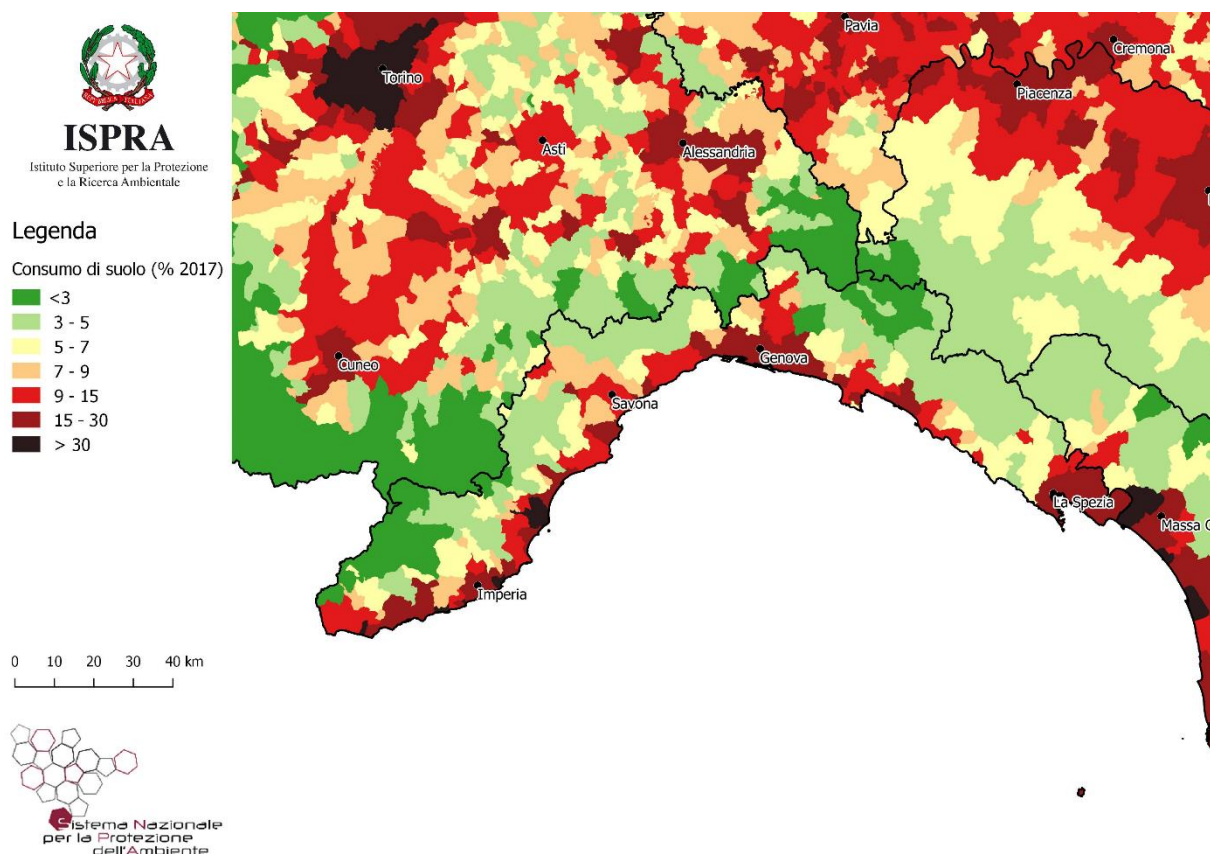 ISPRA
Istituto Superiore per la Protezione
e la Ricerca Ambientale
Legenda
Consumo di suolo (% 2017)
<3
3 - 5
5 - 7
7 - 9
9 - 15
15 - 30
> 30
0 10 20 30 40 km
Sistema Nazionale
per la Protezione
dell'Ambiente
Pavia
Cremona
Torino
Piacenza
Asti
Alessandria
Cuneo
Genova
Savona
La Spezia
Massa C
Imperia